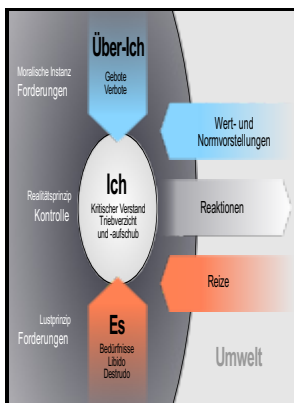 Über-Ich
Moralische Instanz
Forderungen
Gebote
Verbote
Wert- und
Normvorstellungen
Ich
Realitätsprinzip
Kontrolle
Kritischer Verstand
Triebverzicht
und -aufschub
Reaktionen
Reize
Lustprinzip
Forderungen
Es
Bedürfnisse
Libido
Destrudo
Umwelt